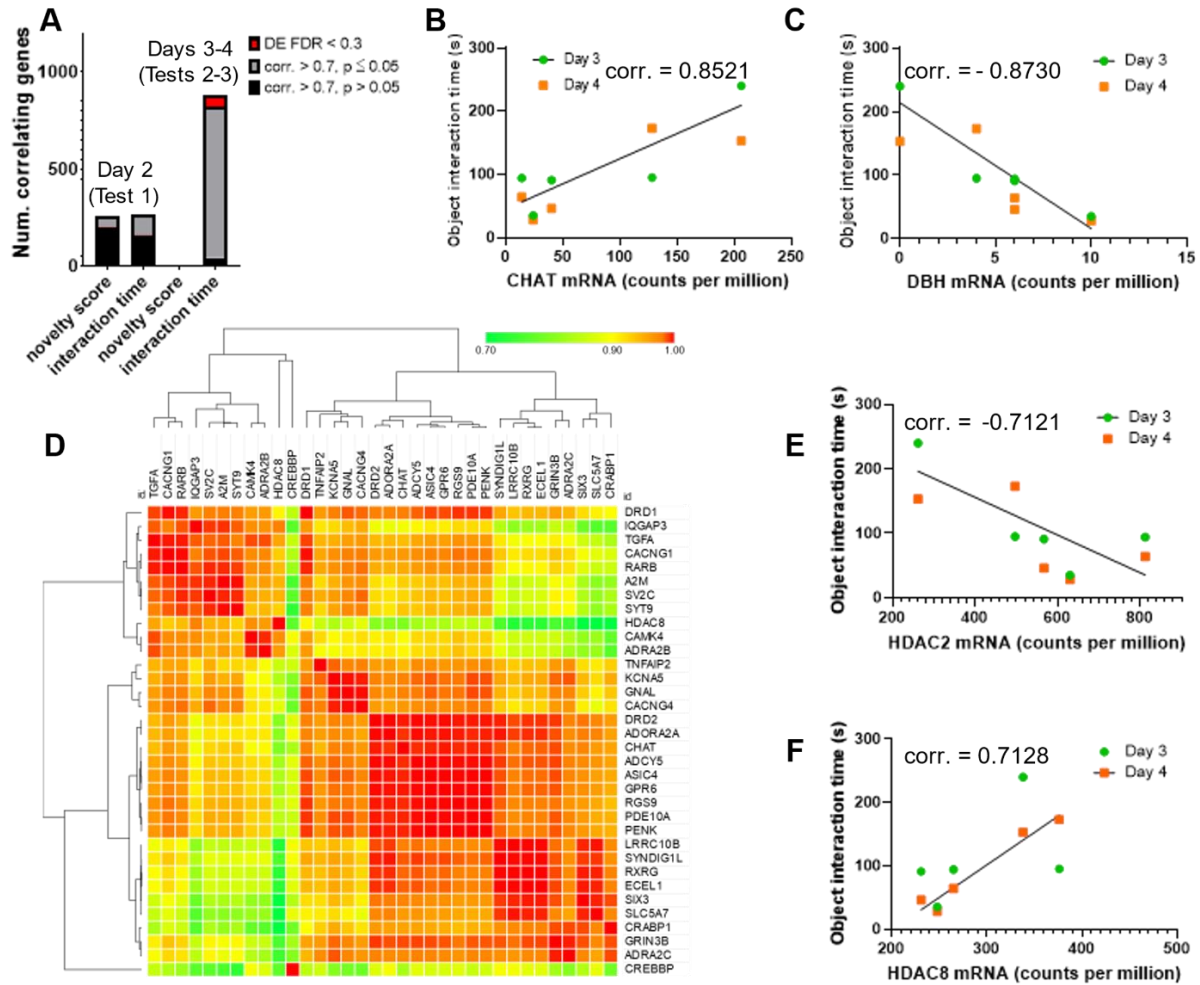 A
Num. correlating genes
1000
500
0
Days 3-4
(Tests 2-3)
Day 2
(Test 1)
DE FDR < 0.3
corr. > 0.7, p ≤ 0.05
corr. > 0.7, p > 0.05
novelty score
interaction time
novelty score
interaction time
B
Object interaction time (s)
300
200
100
0
Day 3
Day 4
corr. = 0.8521
0 50 100 150 200 250
CHAT mRNA (counts per million)
C
Object interaction time (s)
300
200
100
0
corr. = - 0.8730
Day 3
Day 4
0 5 10 15
DBH mRNA (counts per million)
D
0.70 0.90 1.00
id
TGFA
CACNG1
RARB
IQGAP3
SV2C
A2M
SYT9
CAMK4
ADRA2B
HDAC8
CREBBP
DRD1
TNFAIP2
KCNA5
GNAL
CACNG4
DRD2
ADORA2A
CHAT
ADCY5
ASIC4
GPR6
RGS9
PDE10A
PENK
SYNDIG1L
LRRC10B
RXRG
ECEL1
GRIN3B
ADRA2C
SIX3
SLC5A7
CRABP1
id
DRD1
IQGAP3
TGFA
CACNG1
RARB
A2M
SV2C
SYT9
HDAC8
CAMK4
ADRA2B
TNFAIP2
KCNA5
GNAL
CACNG4
DRD2
ADORA2A
CHAT
ADCY5
ASIC4
GPR6
RGS9
PDE10A
PENK
LRRC10B
SYNDIG1L
RXRG
ECEL1
SIX3
SLC5A7
CRABP1
GRIN3B
ADRA2C
CREBBP
E
Object interaction time (s)
300
200
100
0
corr. = -0.7121
Day 3
Day 4
200 400 600 800
HDAC2 mRNA (counts per million)
F
Object interaction time (s)
300
200
100
0
corr. = 0.7128
Day 3
Day 4
200 300 400 500
HDAC8 mRNA (counts per million)